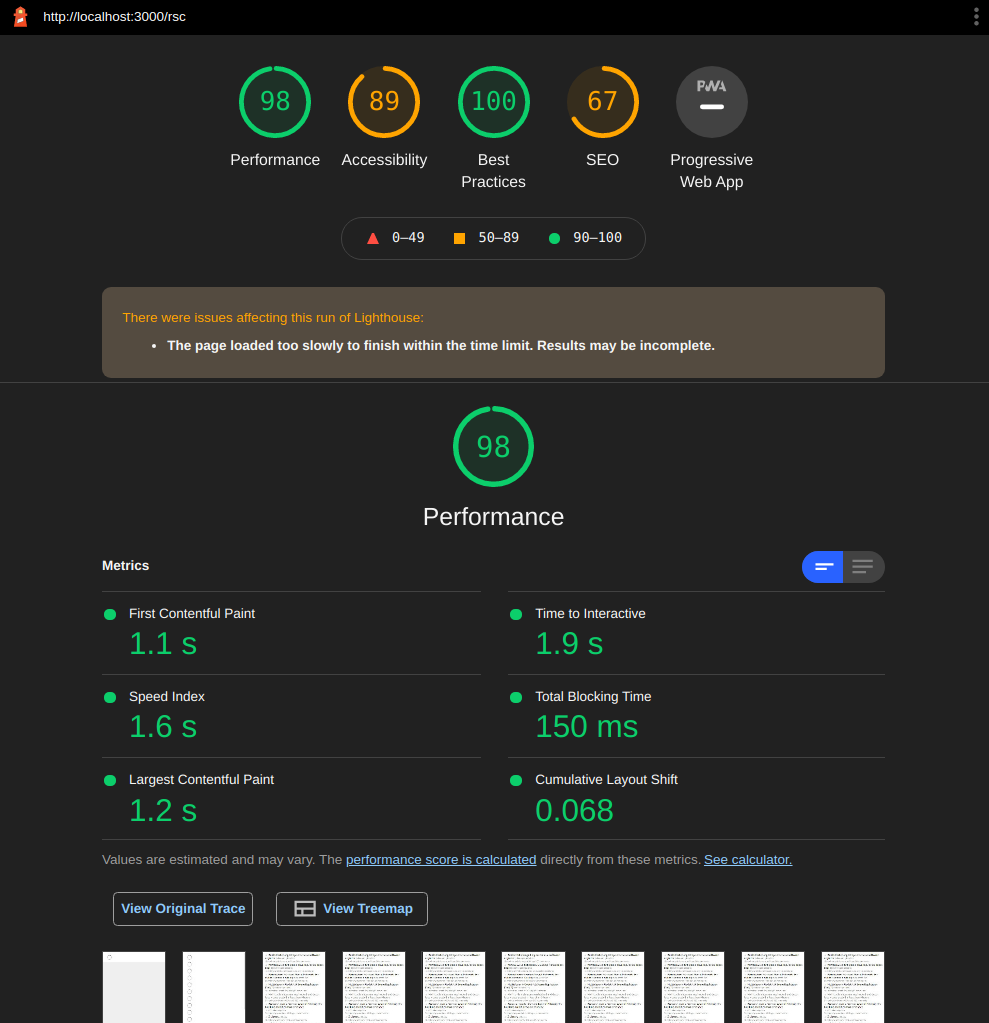 http://localhost:3000/rsc
98
89
100
67
PWA
Performance
Accessibility
Best
Practices
SEO
Progressive
Web App
0–49
50–89
90–100
There were issues affecting this run of Lighthouse:
• The page loaded too slowly to finish within the time limit. Results may be incomplete.
98
Performance
Metrics
First Contentful Paint
1.1 s
Time to Interactive
1.9 s
Speed Index
1.6 s
Total Blocking Time
150 ms
Largest Contentful Paint
1.2 s
Cumulative Layout Shift
0.068
Values are estimated and may vary. The performance score is calculated directly from these metrics. See calculator.
View Original Trace
View Treemap